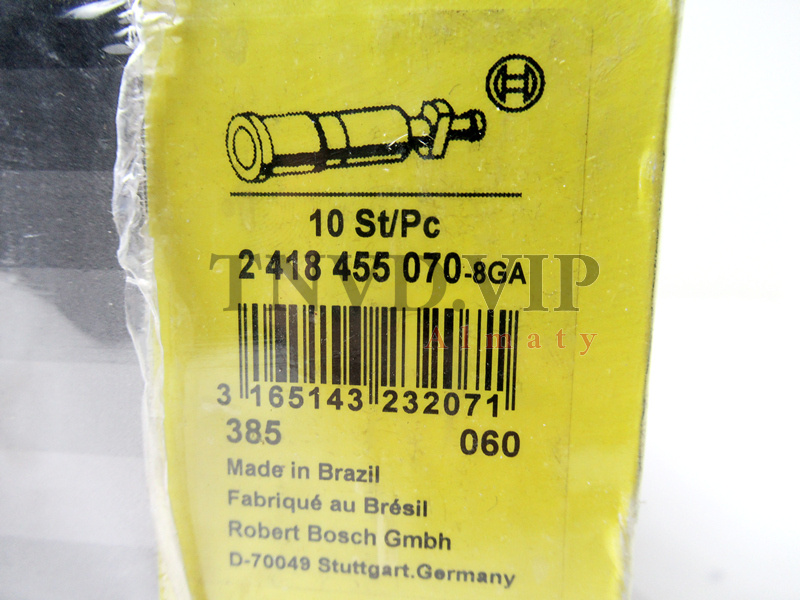 10 St/Pc
2 418 455 070-8GA
TNVD.VIP
Almaty
3 165143 232071
385 060
Made in Brazil
Fabriqué au Brésil
Robert Bosch Gmbh
D-70049 Stuttgart.Germany